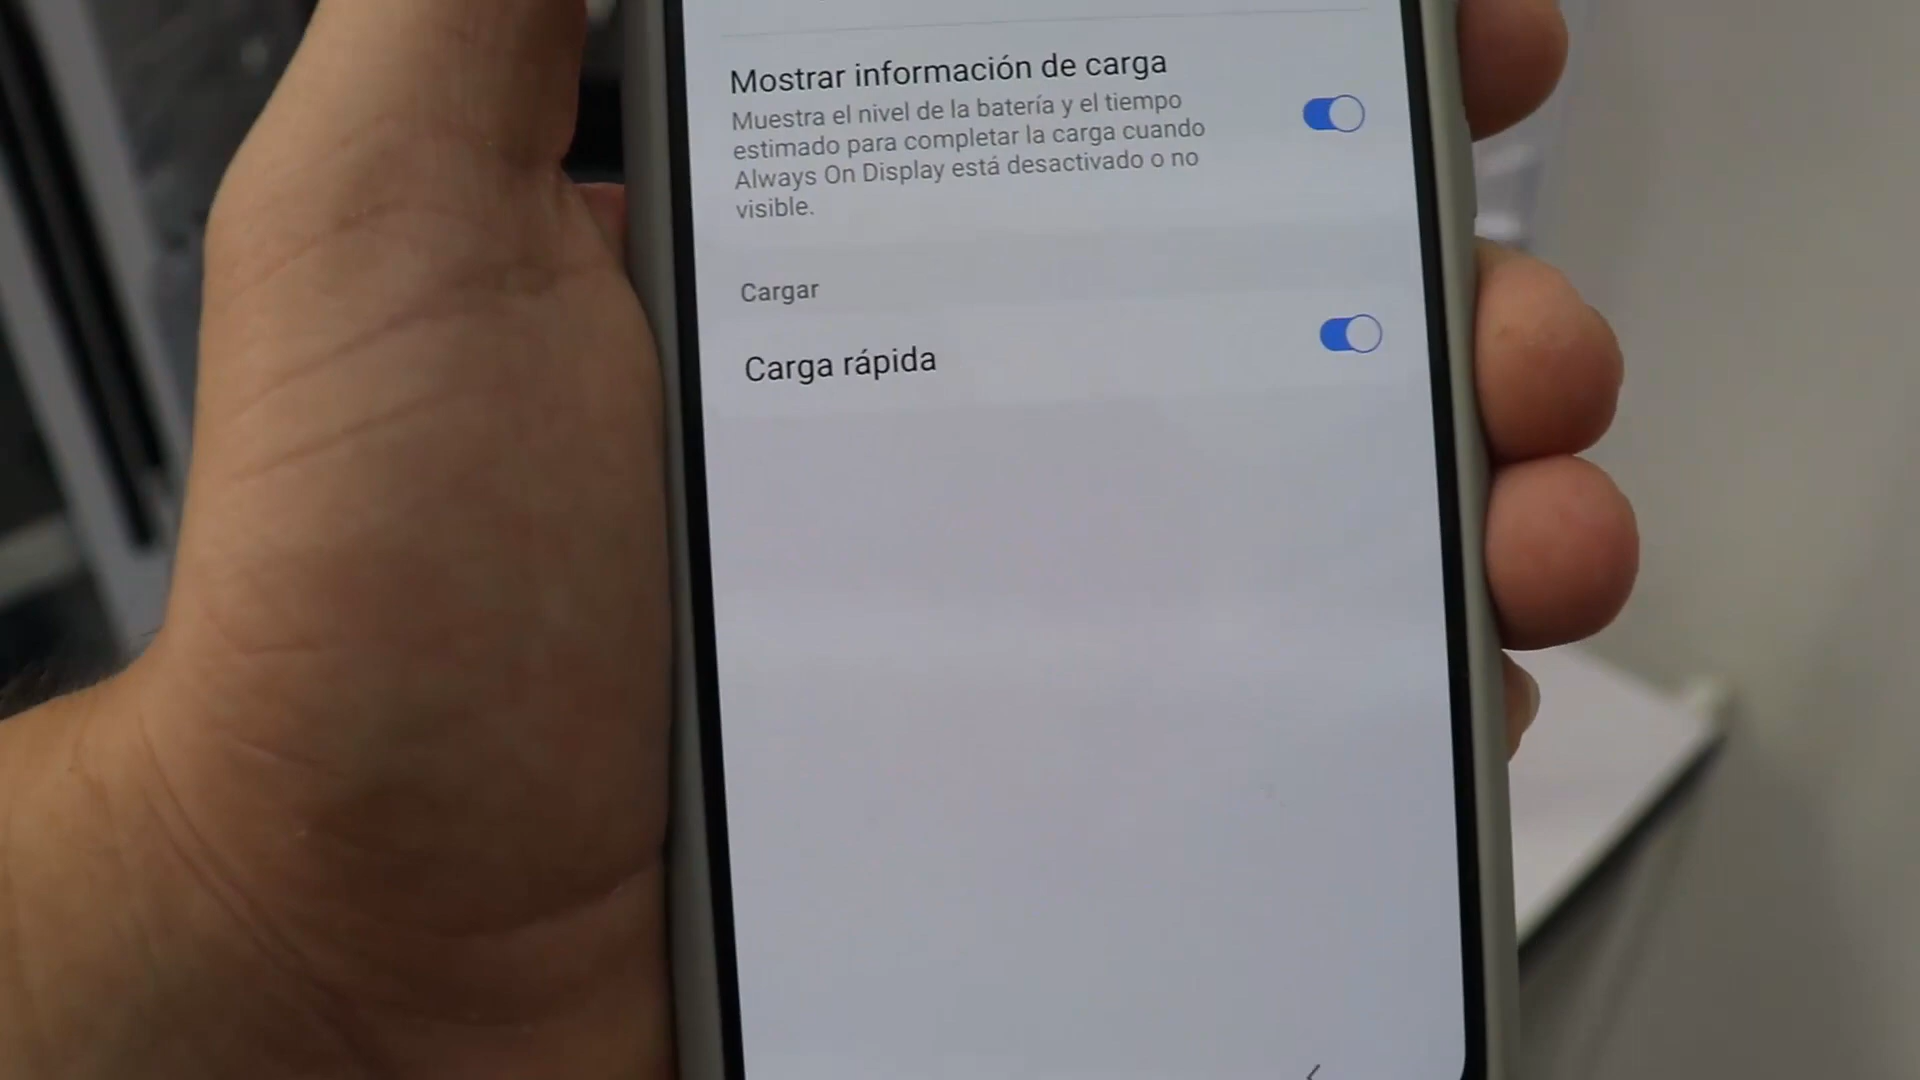 Mostrar información de carga
Muestra el nivel de la batería y el tiempo
estimado para completar la carga cuando
Always On Display está desactivado o no
visible.
Cargar
Carga rápida